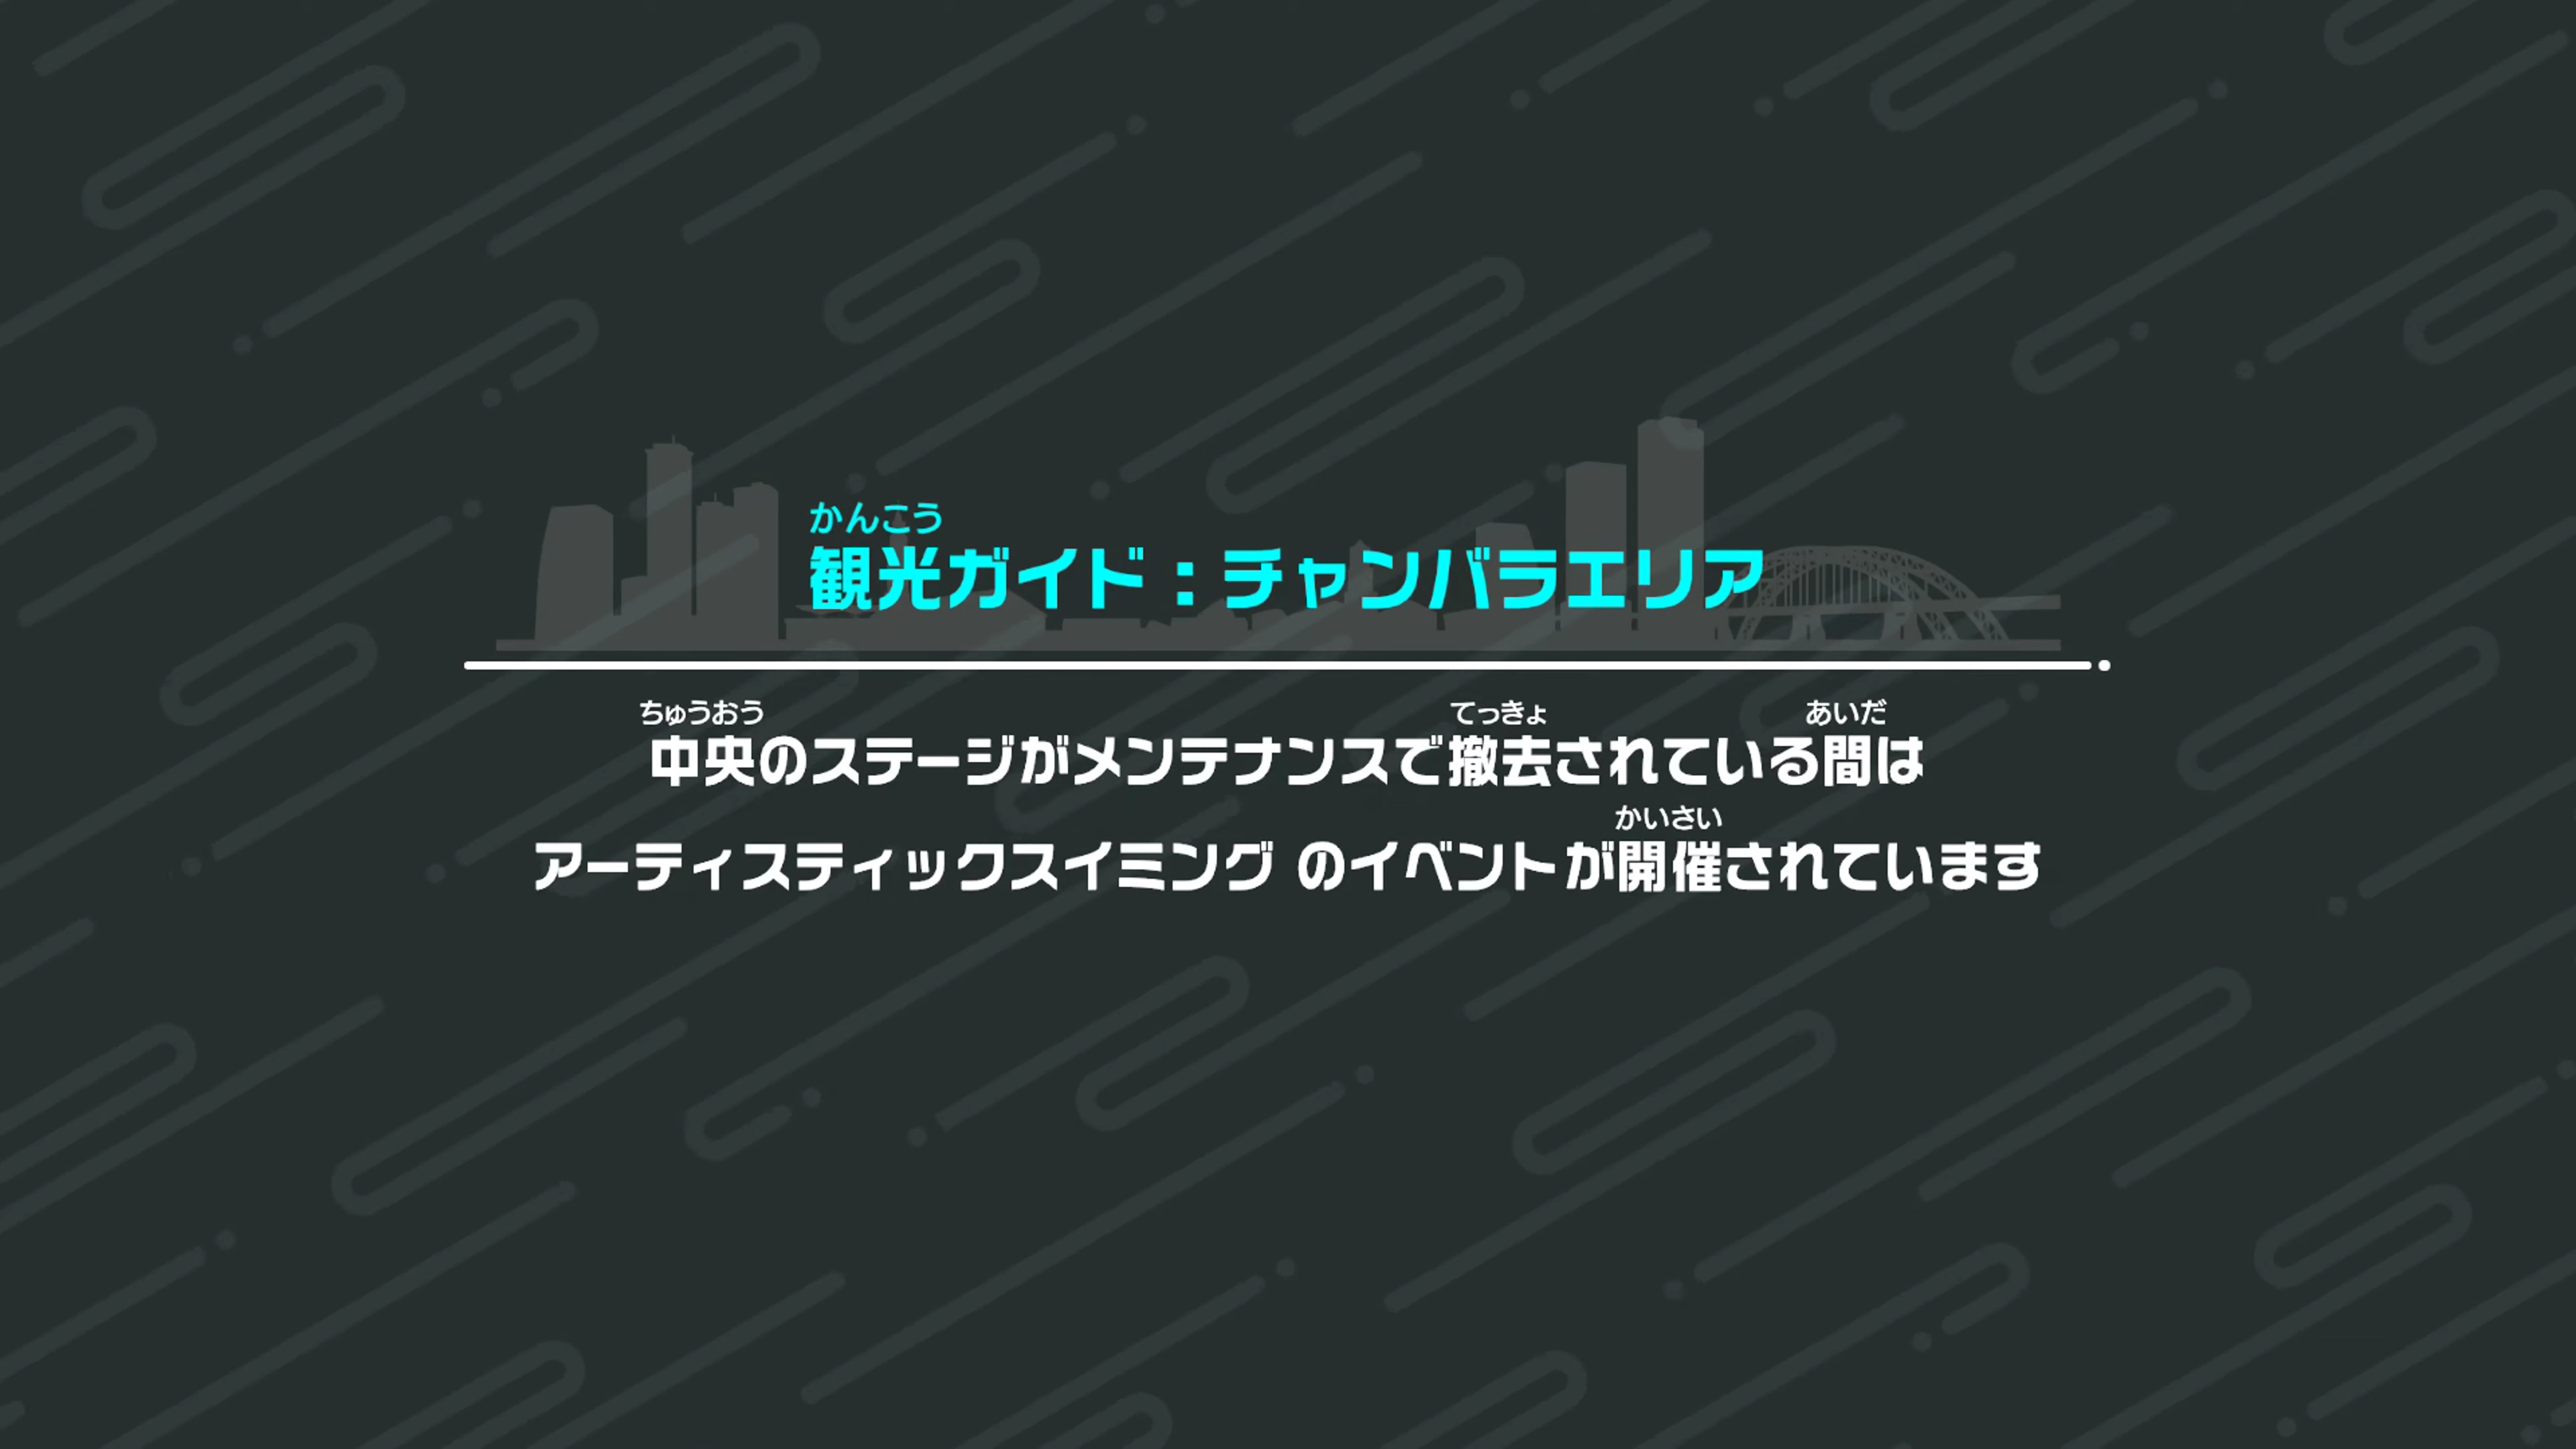 かんこう
観光ガイド：チャンバラエリア
ちゅうおう てっきょ あいだ
中央のステージがメンテナンスで撤去されている間は
かいさい
アーティスティックスイミング のイベントが開催されています